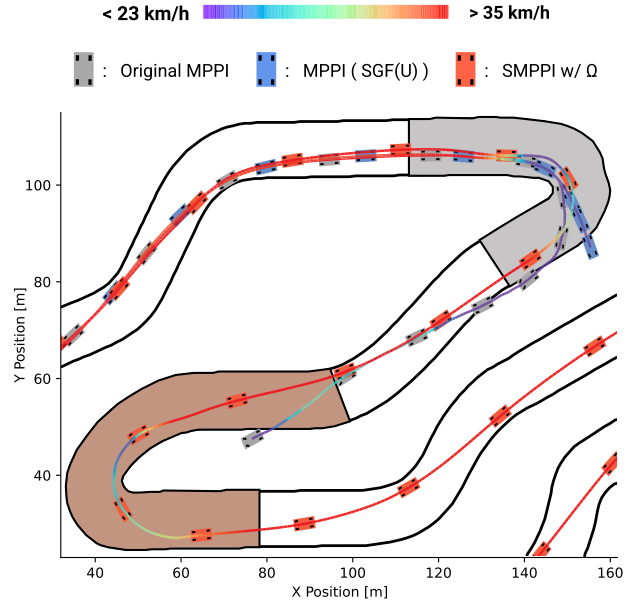 < 23 km/h > 35 km/h
: Original MPPI : MPPI ( SGF(U) ) : SMPPI w/ Ω
Y Position [m]
100
80
60
40
40 60 80 100 120 140 160
X Position [m]